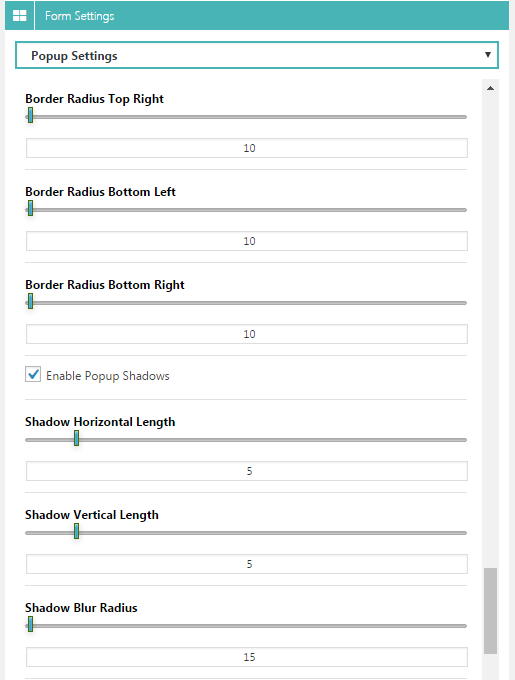 Form Settings
Popup Settings
Border Radius Top Right
10
Border Radius Bottom Left
10
Border Radius Bottom Right
10
Enable Popup Shadows
Shadow Horizontal Length
5
Shadow Vertical Length
5
Shadow Blur Radius
15